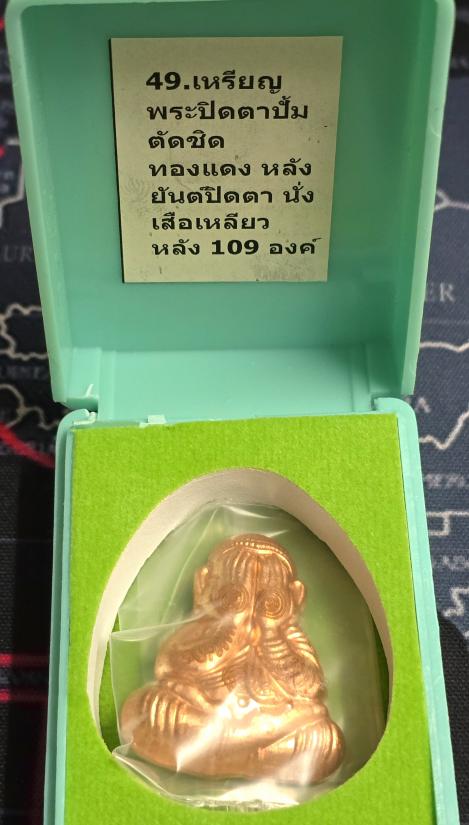 49.เหรียญ
พระปิดตาปั้ม
ตัดชิด
ทองแดง หลัง
ยันต์ปิดตา นั่ง
เสือเหลียว
หลัง 109 องค์